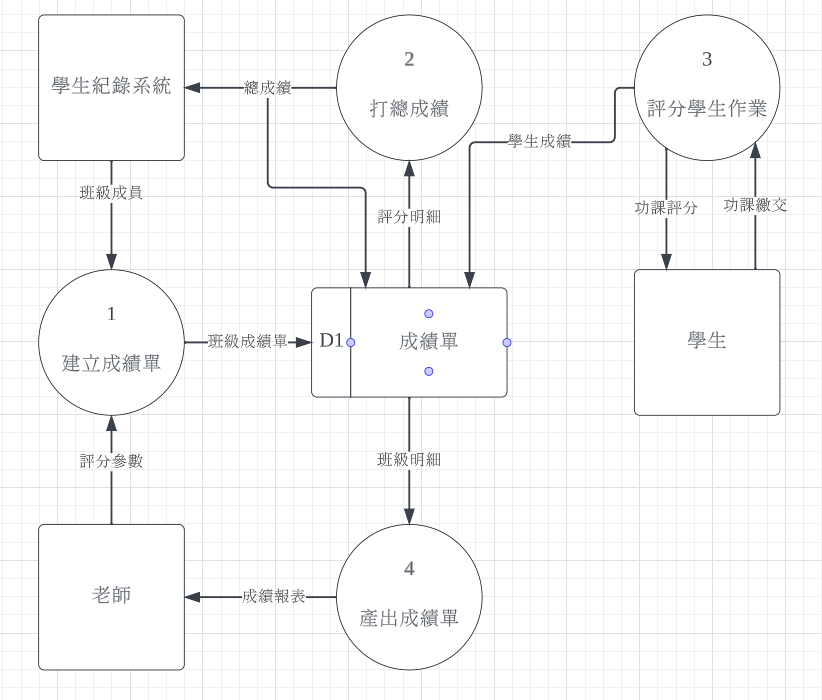 2
3
學生紀錄系統
總成績
打總成績
評分學生作業
學生成績
班級成員
評分明細
功課評分
功課繳交
1
建立成績單
班級成績單
D1
成績單
學生
評分參數
班級明細
4
老師
成績報表
產出成績單